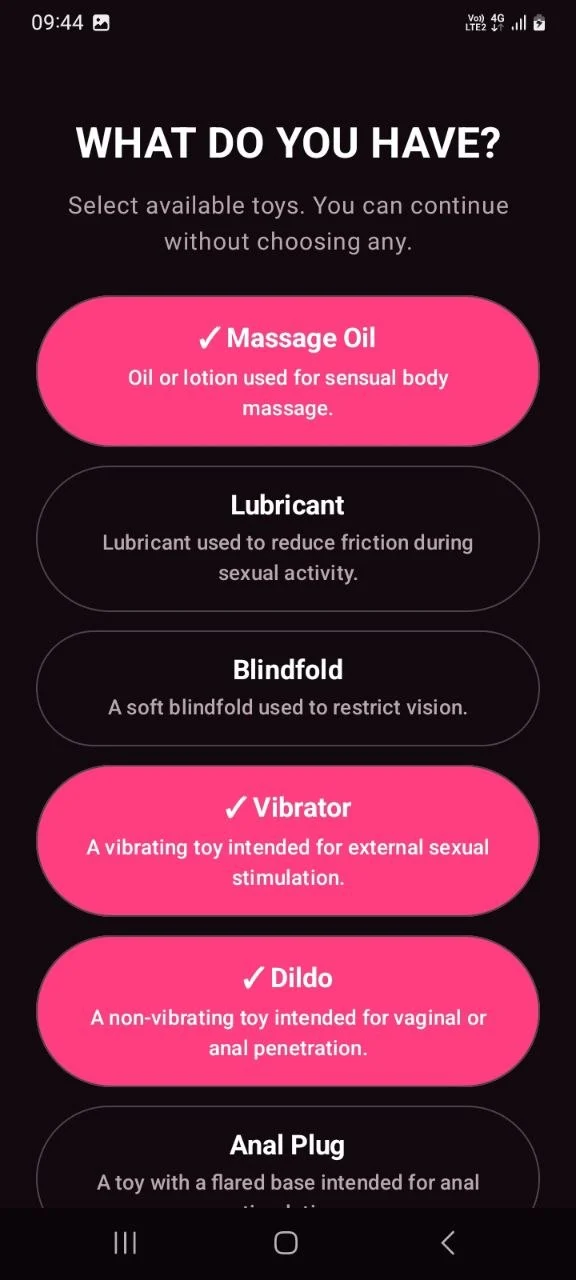 09:44
Vo)) 4G
LTE2
WHAT DO YOU HAVE?
Select available toys. You can continue
without choosing any.
✓ Massage Oil
Oil or lotion used for sensual body
massage.
Lubricant
Lubricant used to reduce friction during
sexual activity.
Blindfold
A soft blindfold used to restrict vision.
✓ Vibrator
A vibrating toy intended for external sexual
stimulation.
✓ Dildo
A non-vibrating toy intended for vaginal or
anal penetration.
Anal Plug
A toy with a flared base intended for anal